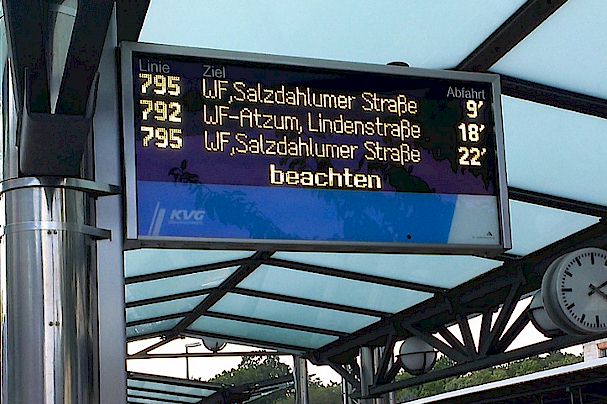 Linie Ziel Abfahrt
795 WF,Salzdahlumer Straße 9'
792 WF-Atzum, Lindenstraße 18'
795 WF,Salzdahlumer Straße 22'
beachten
KVG